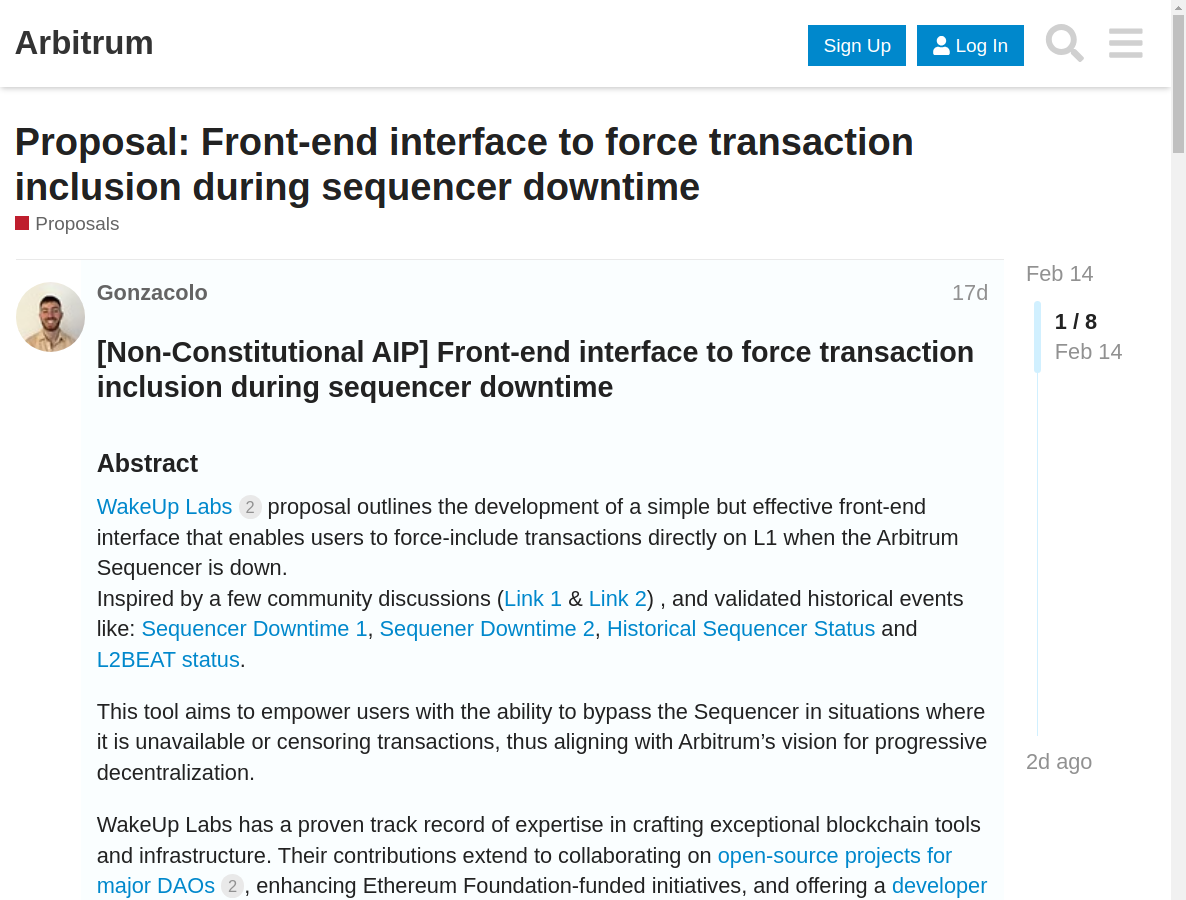 Arbitrum
Sign Up
Log In
Proposal: Front-end interface to force transaction
inclusion during sequencer downtime
Proposals
Gonzacolo
17d
[Non-Constitutional AIP] Front-end interface to force transaction
inclusion during sequencer downtime
Abstract
WakeUp Labs 2 proposal outlines the development of a simple but effective front-end
interface that enables users to force-include transactions directly on L1 when the Arbitrum
Sequencer is down.
Inspired by a few community discussions (Link 1 & Link 2) , and validated historical events
like: Sequencer Downtime 1, Sequener Downtime 2, Historical Sequencer Status and
L2BEAT status.
This tool aims to empower users with the ability to bypass the Sequencer in situations where
it is unavailable or censoring transactions, thus aligning with Arbitrum’s vision for progressive
decentralization.
WakeUp Labs has a proven track record of expertise in crafting exceptional blockchain tools
and infrastructure. Their contributions extend to collaborating on open-source projects for
major DAOs 2, enhancing Ethereum Foundation-funded initiatives, and offering a developer
Feb 14
1 / 8
Feb 14
2d ago